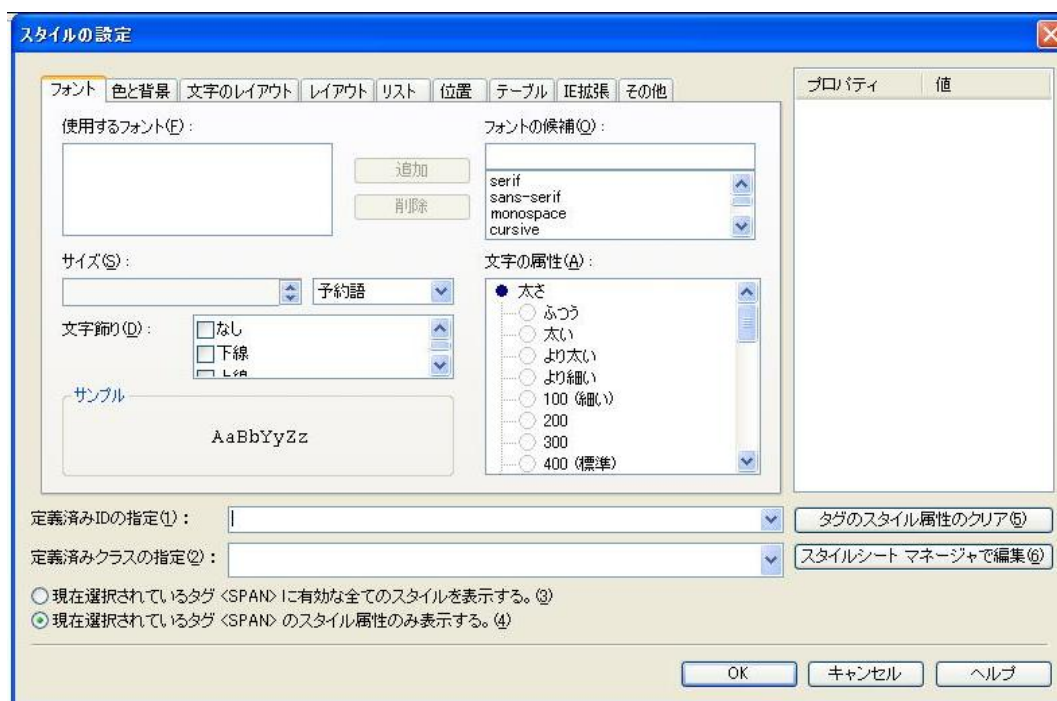 スタイルの設定
フォント 色と背景 文字のレイアウト レイアウト リスト 位置 テーブル IE拡張 その他
プロパティ 値
使用するフォント(F):
フォントの候補(O):
追加
削除
serif
sans-serif
monospace
cursive
サイズ(S):
予約語
文字の属性(A):
太さ
ふつう
太い
より太い
より細い
100 (細い)
200
300
400 (標準)
文字飾り(D):
なし
下線
上線
サンプル
AaBbYyZz
定義済みIDの指定(1):
タグのスタイル属性のクリア(5)
定義済みクラスの指定(2):
スタイルシート マネージャで編集(6)
現在選択されているタグ <SPAN> に有効な全てのスタイルを表示する。(3)
現在選択されているタグ <SPAN> のスタイル属性のみ表示する。(4)
OK キャンセル ヘルプ